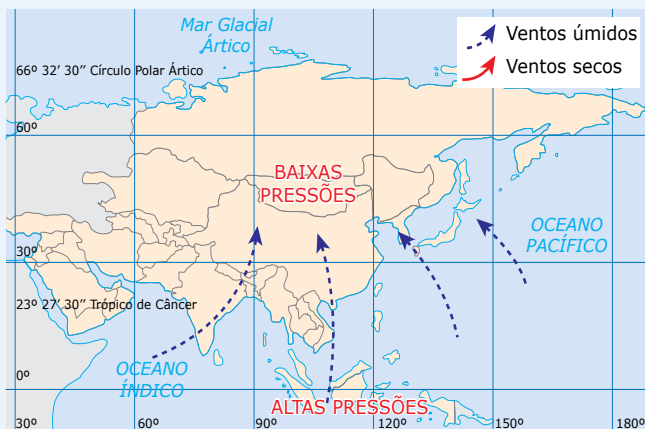 Mar Glacial
Ártico
Ventos úmidos
Ventos secos
66º 32’ 30” Círculo Polar Ártico
60º
BAIXAS
PRESSÕES
OCEANO
PACÍFICO
30º
23º 27’ 30” Trópico de Câncer
OCEANO
ÍNDICO
0º
ALTAS PRESSÕES
30º
60º
90º
120º
150º
180º